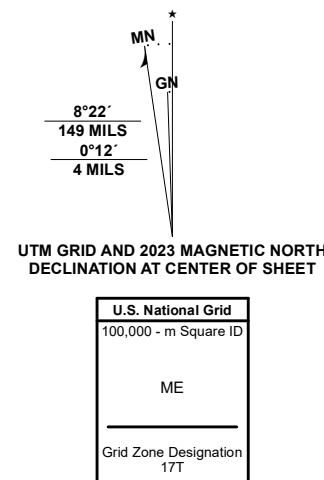 ★
MN
GN
8°22´
149 MILS
0°12´
4 MILS
UTM GRID AND 2023 MAGNETIC NORTH
DECLINATION AT CENTER OF SHEET
U.S. National Grid
100,000 - m Square ID
ME
Grid Zone Designation
17T